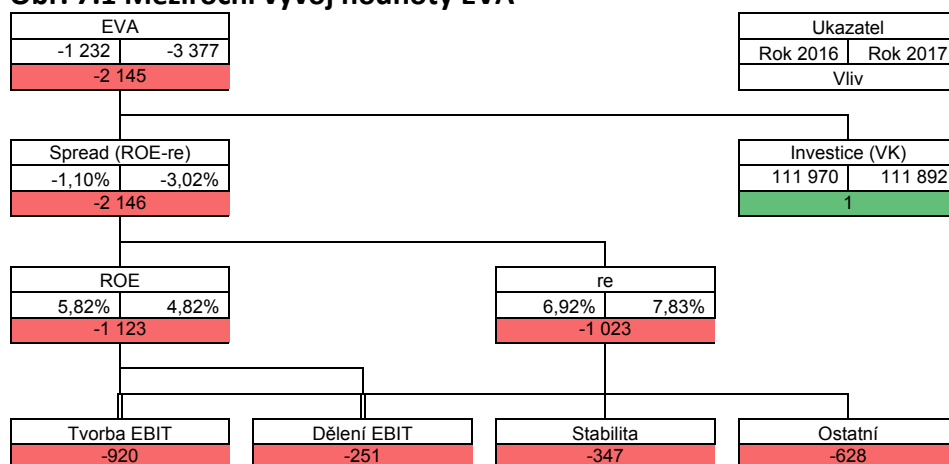 Obr. 7.1 Meziroční vývoj hodnoty EVA
EVA
-1 232 -3 377
-2 145
Ukazatel
Rok 2016 Rok 2017
Vliv
Spread (ROE-re)
-1,10% -3,02%
-2 146
Investice (VK)
111 970 111 892
1
ROE
5,82% 4,82%
-1 123
re
6,92% 7,83%
-1 023
Tvorba EBIT
-920
Dělení EBIT
-251
Stabilita
-347
Ostatní
-628